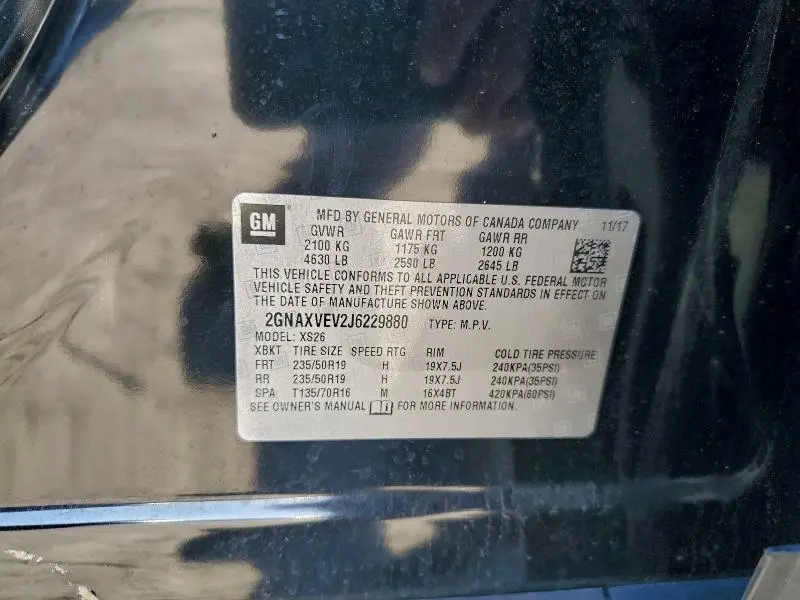 GM
MFD BY GENERAL MOTORS OF CANADA COMPANY 11/17
GVWR GAWR FRT GAWR RR
2100 KG 1175 KG 1200 KG
4630 LB 2590 LB 2645 LB
THIS VEHICLE CONFORMS TO ALL APPLICABLE U.S. FEDERAL MOTOR
VEHICLE SAFETY AND THEFT PREVENTION STANDARDS IN EFFECT ON
THE DATE OF MANUFACTURE SHOWN ABOVE.
2GNAXVEV2J6229880 TYPE: M.P.V.
MODEL: XS26
XBKT TIRE SIZE SPEED RTG RIM COLD TIRE PRESSURE
FRT 235/50R19 H 19X7.5J 240KPA(35PSI)
RR 235/50R19 H 19X7.5J 240KPA(35PSI)
SPA T135/70R16 M 16X4BT 420KPA(60PSI)
SEE OWNER'S MANUAL FOR MORE INFORMATION.